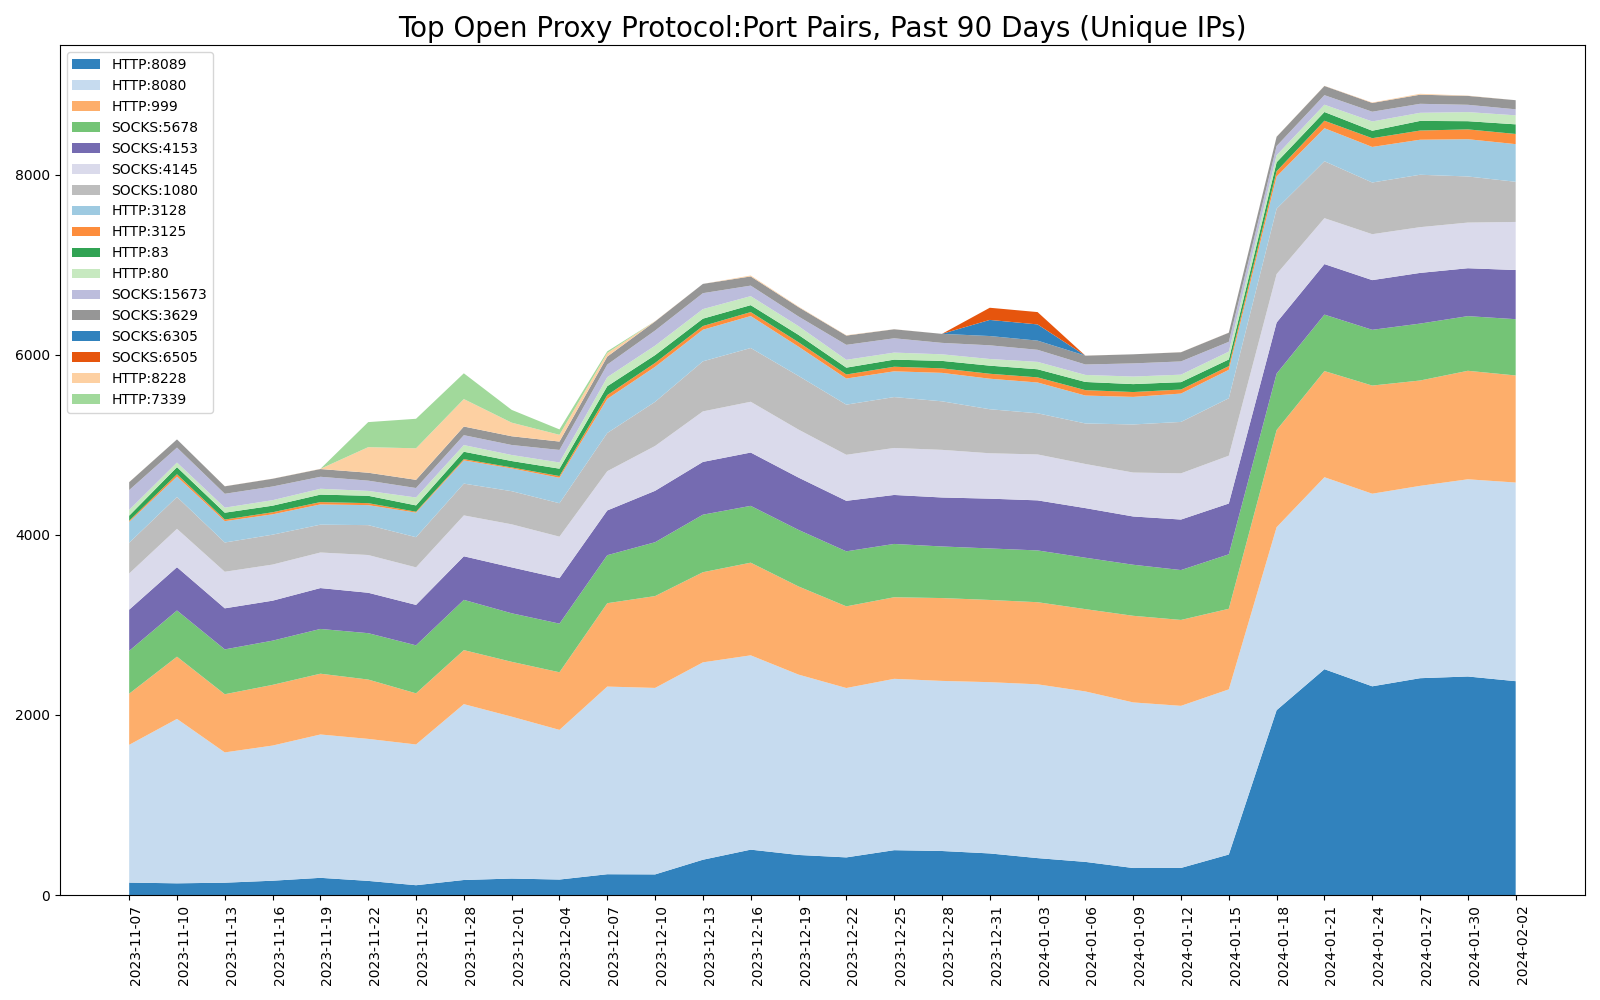 Top Open Proxy Protocol:Port Pairs, Past 90 Days (Unique IPs)
HTTP:8089
HTTP:8080
HTTP:999
SOCKS:5678
SOCKS:4153
SOCKS:4145
SOCKS:1080
HTTP:3128
HTTP:3125
HTTP:83
HTTP:80
SOCKS:15673
SOCKS:3629
SOCKS:6305
SOCKS:6505
HTTP:8228
HTTP:7339
8000
6000
4000
2000
0
2023-11-07
2023-11-10
2023-11-13
2023-11-16
2023-11-19
2023-11-22
2023-11-25
2023-11-28
2023-12-01
2023-12-04
2023-12-07
2023-12-10
2023-12-13
2023-12-16
2023-12-19
2023-12-22
2023-12-25
2023-12-28
2023-12-31
2024-01-03
2024-01-06
2024-01-09
2024-01-12
2024-01-15
2024-01-18
2024-01-21
2024-01-24
2024-01-27
2024-01-30
2024-02-02